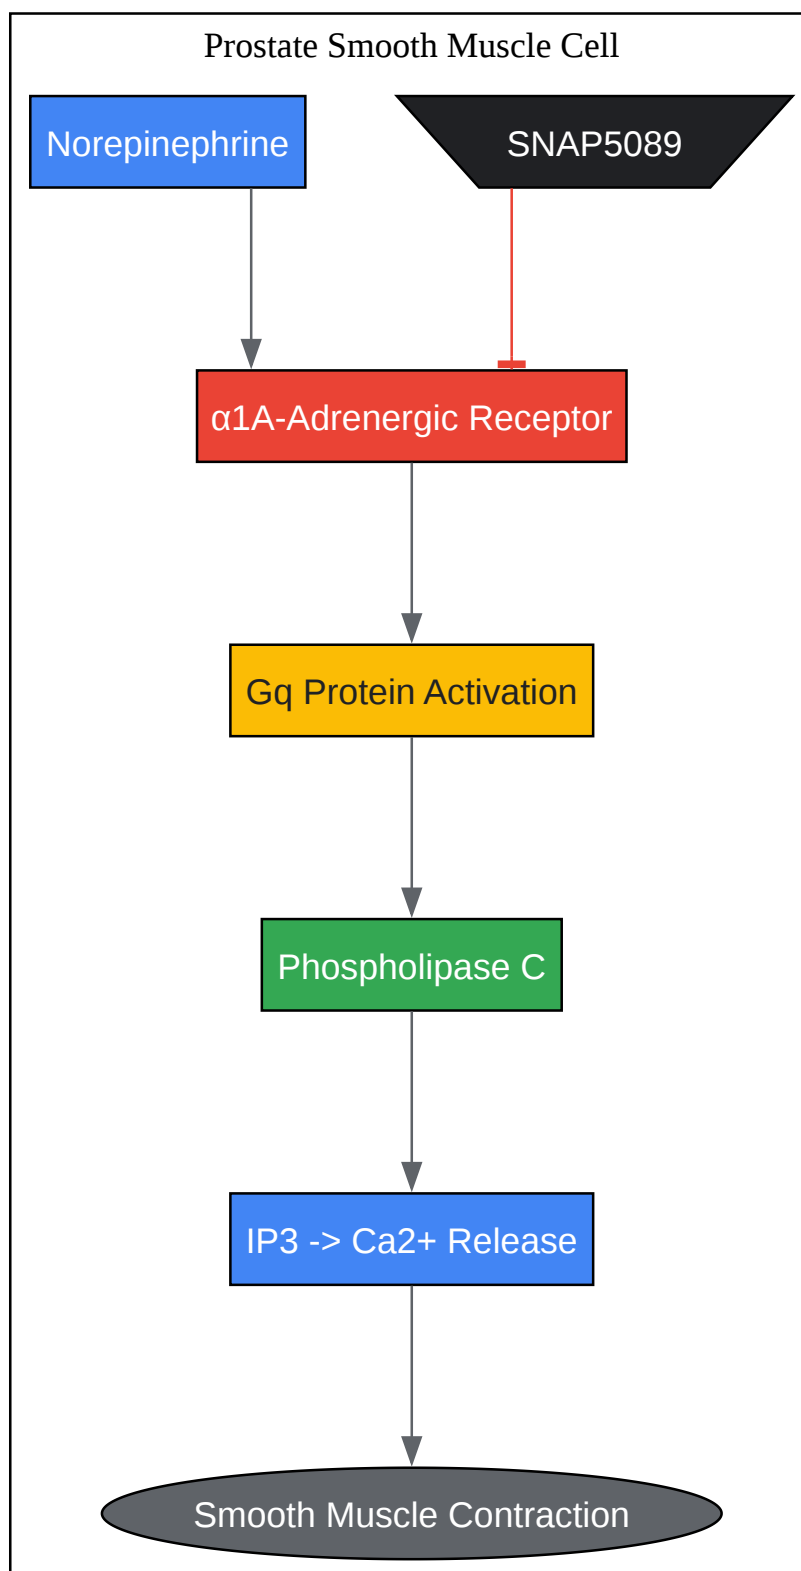 Prostate Smooth Muscle Cell
Norepinephrine
SNAP5089
α1A-Adrenergic Receptor
Gq Protein Activation
Phospholipase C
IP3 -> Ca2+ Release
Smooth Muscle Contraction